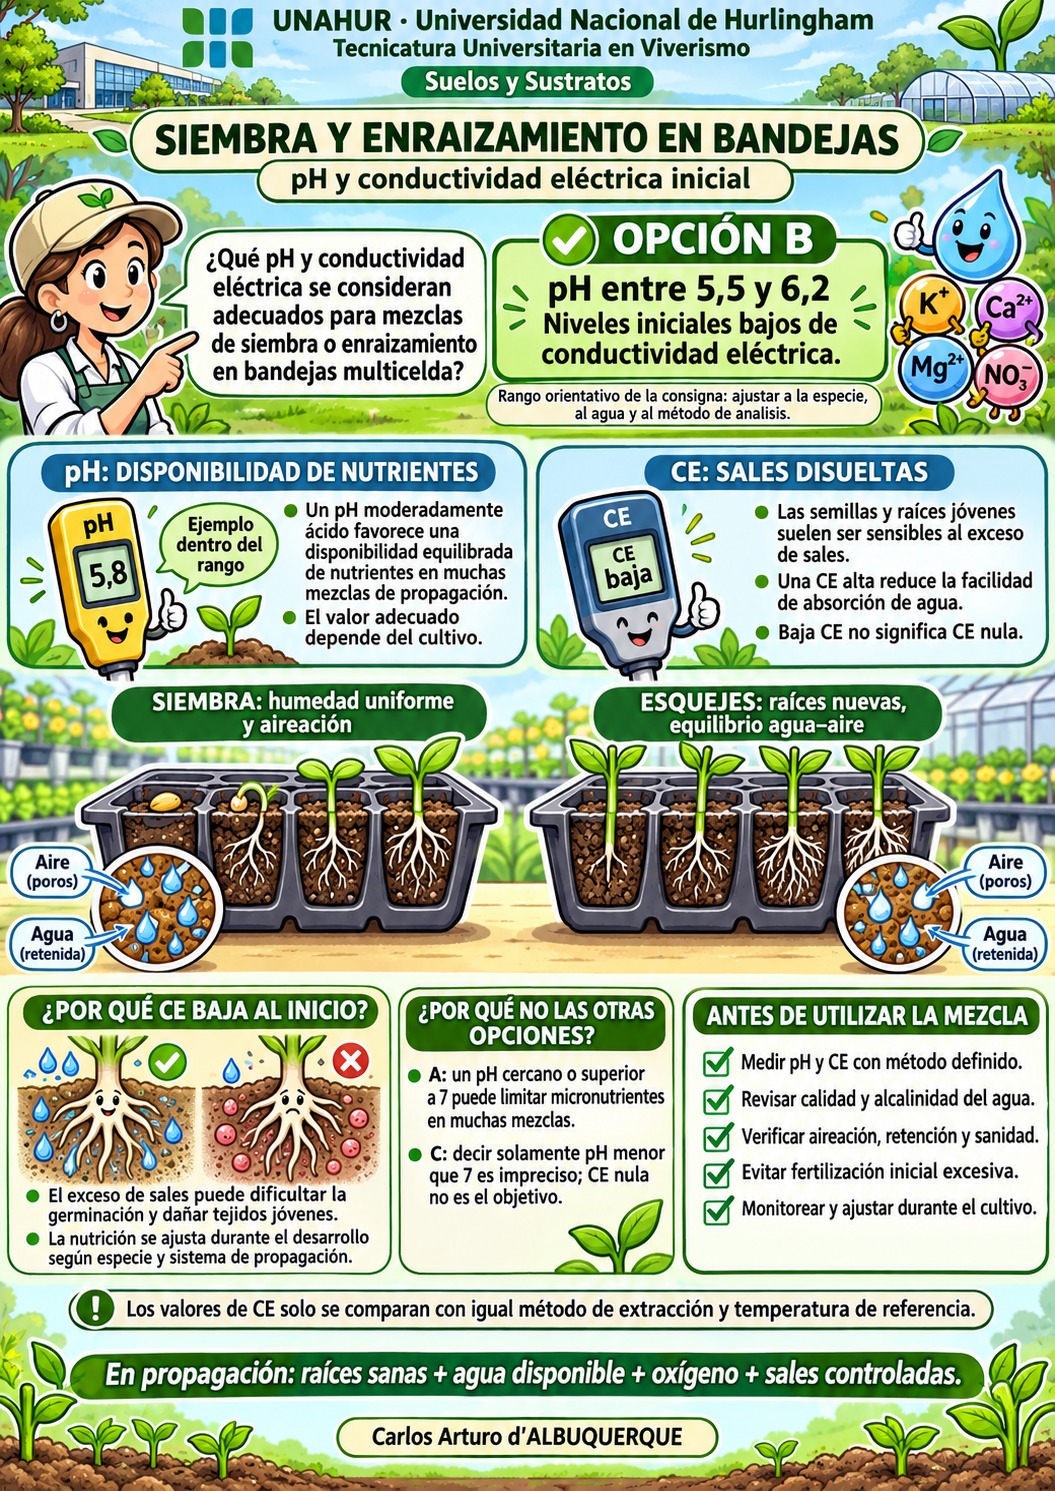 UNAHUR · Universidad Nacional de Hurlingham
Tecnicatura Universitaria en Viverismo
Suelos y Sustratos
SIEMBRA Y ENRAIZAMIENTO EN BANDEJAS
pH y conductividad eléctrica inicial
¿Qué pH y conductividad
eléctrica se consideran
adecuados para mezclas
de siembra o enraizamiento
en bandejas multicelda?
OPCIÓN B
pH entre 5,5 y 6,2
Niveles iniciales bajos de
conductividad eléctrica.
Rango orientativo de la consigna: ajustar a la especie,
al agua y al método de analisis.
K+
Ca2+
Mg2+
NO3−
pH: DISPONIBILIDAD DE NUTRIENTES
pH
5,8
Ejemplo
dentro del
rango
Un pH moderadamente
ácido favorece una
disponibilidad equilibrada
de nutrientes en muchas
mezclas de propagación.
El valor adecuado
depende del cultivo.
CE: SALES DISUELTAS
CE
CE
baja
Las semillas y raíces jóvenes
suelen ser sensibles al exceso
de sales.
Una CE alta reduce la facilidad
de absorción de agua.
Baja CE no significa CE nula.
SIEMBRA: humedad uniforme
y aireación
Aire
(poros)
Agua
(retenida)
ESQUEJES: raíces nuevas,
equilibrio agua–aire
Aire
(poros)
Agua
(retenida)
¿POR QUÉ CE BAJA AL INICIO?
El exceso de sales puede dificultar la
germinación y dañar tejidos jóvenes.
La nutrición se ajusta durante el desarrollo
según especie y sistema de propagación.
¿POR QUÉ NO LAS OTRAS
OPCIONES?
A: un pH cercano o superior
a 7 puede limitar micronutrientes
en muchas mezclas.
C: decir solamente pH menor
que 7 es impreciso; CE nula
no es el objetivo.
ANTES DE UTILIZAR LA MEZCLA
Medir pH y CE con método definido.
Revisar calidad y alcalinidad del agua.
Verificar aireación, retención y sanidad.
Evitar fertilización inicial excesiva.
Monitorear y ajustar durante el cultivo.
! Los valores de CE solo se comparan con igual método de extracción y temperatura de referencia.
En propagación: raíces sanas + agua disponible + oxígeno + sales controladas.
Carlos Arturo d’ALBUQUERQUE